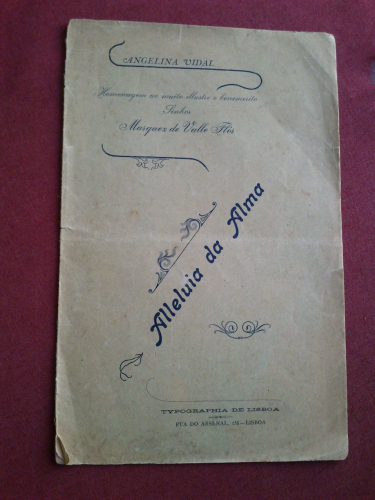 ANGELINA VIDAL
Homenagem ao muito illustre e benemerito
Senhor
Marquez de Valle Flôr
Alleluia da Alma
TYPOGRAPHIA DE LISBOA
RUA DO ARSENAL, —LISBOA